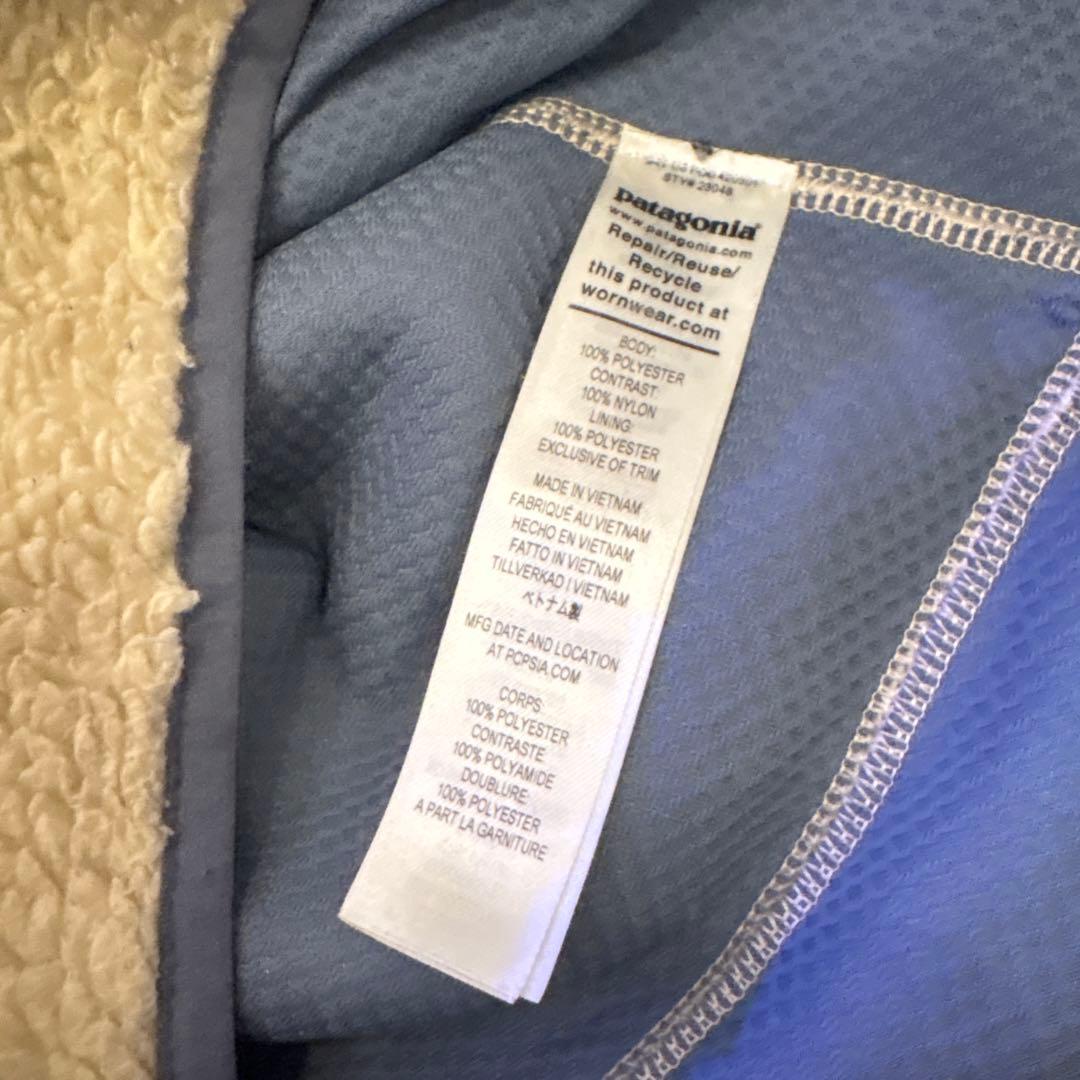 STY# 23048
patagonia®
www.patagonia.com
Repair/Reuse/
Recycle
this product at
wornwear.com
BODY:
100% POLYESTER
CONTRAST:
100% NYLON
LINING:
100% POLYESTER
EXCLUSIVE OF TRIM
MADE IN VIETNAM
FABRIQUÉ AU VIETNAM
HECHO EN VIETNAM
FATTO IN VIETNAM
TILLVERKAD I VIETNAM
ベトナム製
MFG DATE AND LOCATION
AT PCPSIA.COM
CORPS:
100% POLYESTER
CONTRASTE:
100% POLYAMIDE
DOUBLURE:
100% POLYESTER
A PART LA GARNITURE